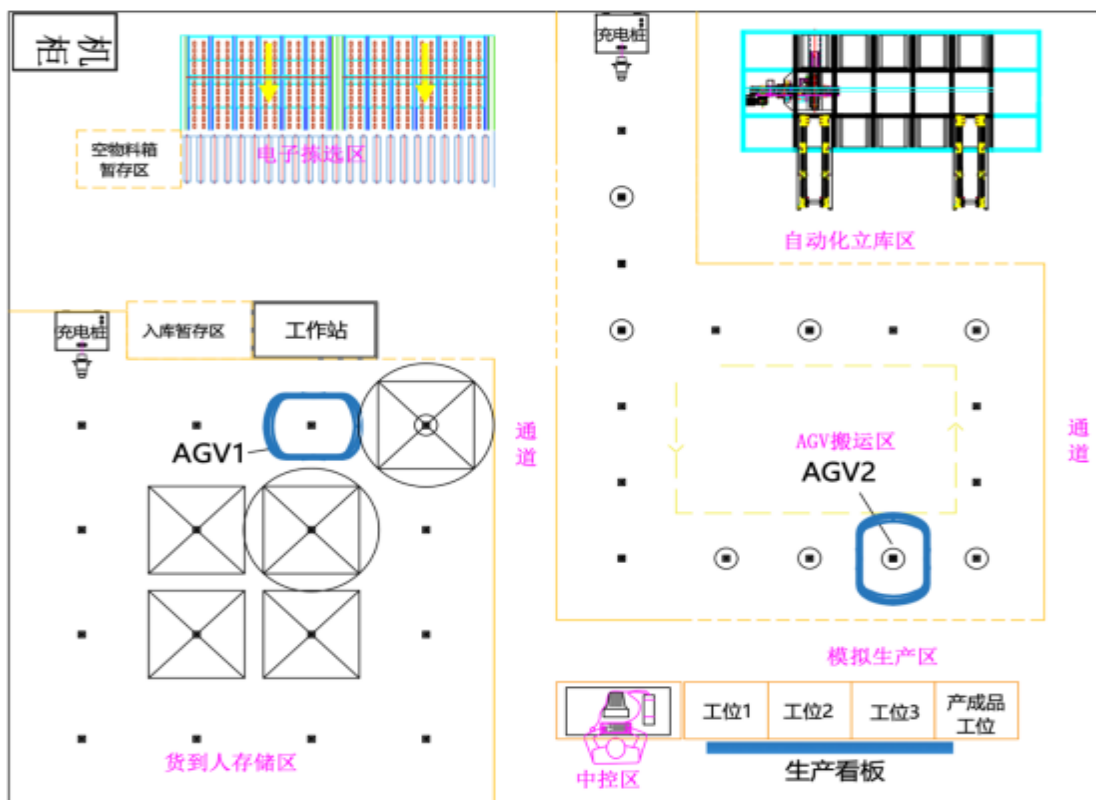 机柜
充电桩
电子拣选区
空物料箱
暂存区
自动化立库区
充电桩
入库暂存区
工作站
通道
AGV1
AGV搬运区
AGV2
通道
模拟生产区
工位1
工位2
工位3
产成品
工位
货到人存储区
中控区
生产看板